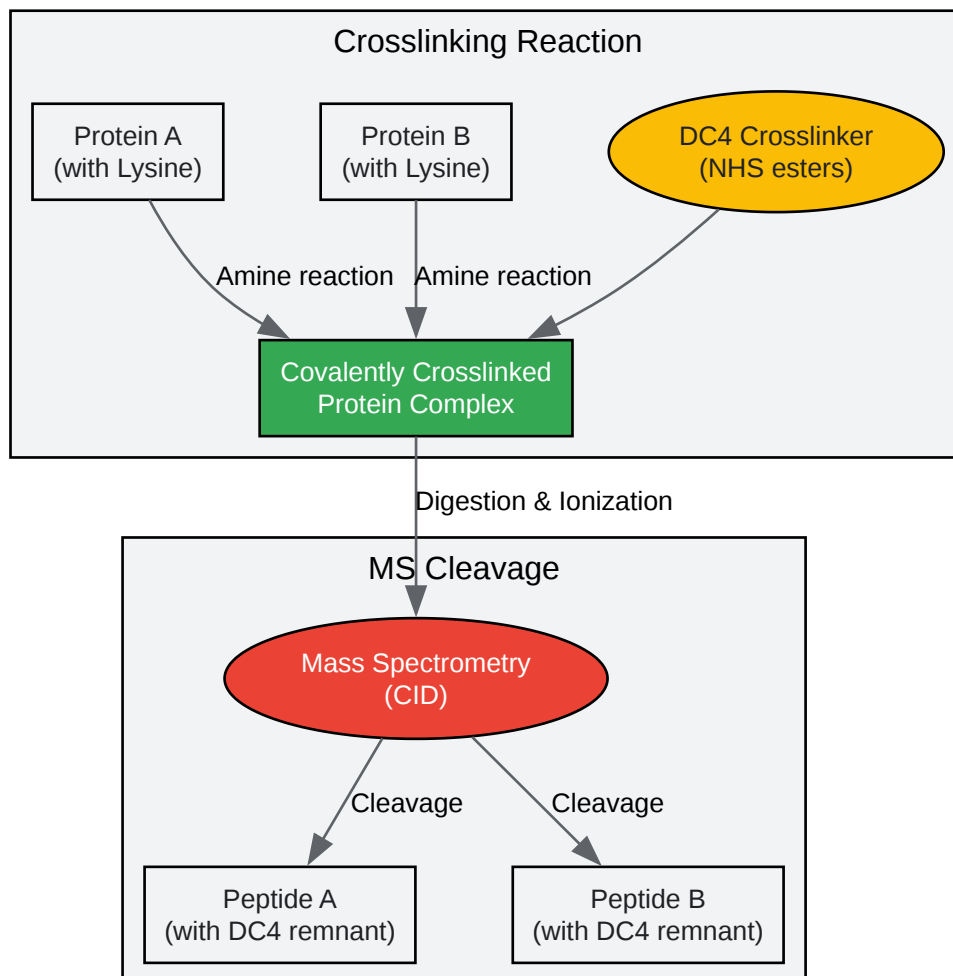 Crosslinking Reaction
Protein A
(with Lysine)
Protein B
(with Lysine)
DC4 Crosslinker
(NHS esters)
Amine reaction
Amine reaction
Covalently Crosslinked
Protein Complex
Digestion & Ionization
MS Cleavage
Mass Spectrometry
(CID)
Cleavage
Cleavage
Peptide A
(with DC4 remnant)
Peptide B
(with DC4 remnant)